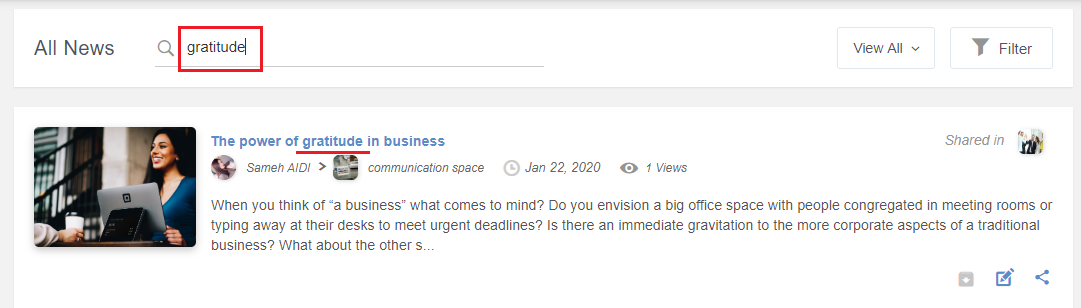 All News
gratitude
View All
Filter
The power of gratitude in business
Shared in
Sameh AIDI > communication space Jan 22, 2020 1 Views
When you think of “a business” what comes to mind? Do you envision a big office space with people congregated in meeting rooms or
typing away at their desks to meet urgent deadlines? Is there an immediate gravitation to the more corporate aspects of a traditional
business? What about the other s...